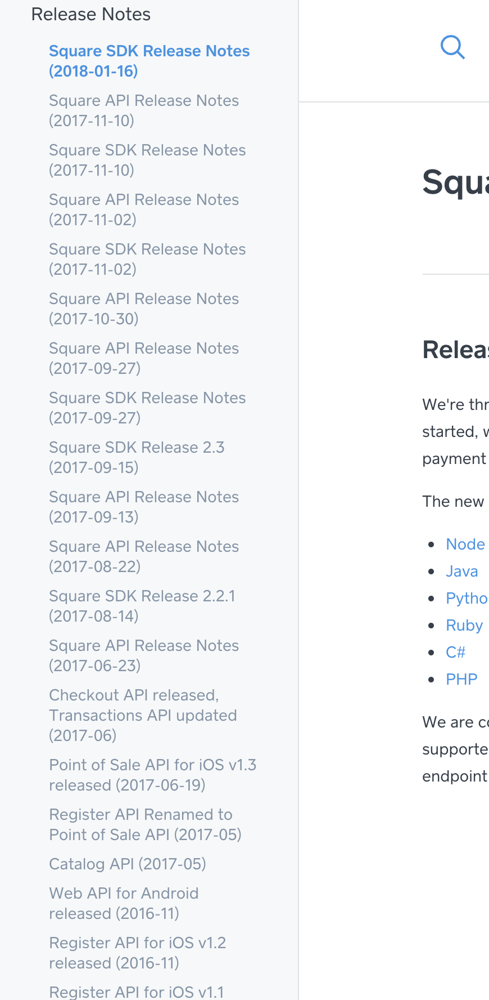 Release Notes
Square SDK Release Notes
(2018-01-16)
Square API Release Notes
(2017-11-10)
Square SDK Release Notes
(2017-11-10)
Square API Release Notes
(2017-11-02)
Square SDK Release Notes
(2017-11-02)
Square API Release Notes
(2017-10-30)
Square API Release Notes
(2017-09-27)
Square SDK Release Notes
(2017-09-27)
Square SDK Release 2.3
(2017-09-15)
Square API Release Notes
(2017-09-13)
Square API Release Notes
(2017-08-22)
Square SDK Release 2.2.1
(2017-08-14)
Square API Release Notes
(2017-06-23)
Checkout API released,
Transactions API updated
(2017-06)
Point of Sale API for iOS v1.3
released (2017-06-19)
Register API Renamed to
Point of Sale API (2017-05)
Catalog API (2017-05)
Web API for Android
released (2016-11)
Register API for iOS v1.2
released (2016-11)
Register API for iOS v1.1
Squa
Releas
We're thr
started, w
payment
The new
Node
Java
Pytho
Ruby
C#
PHP
We are co
supporte
endpoint